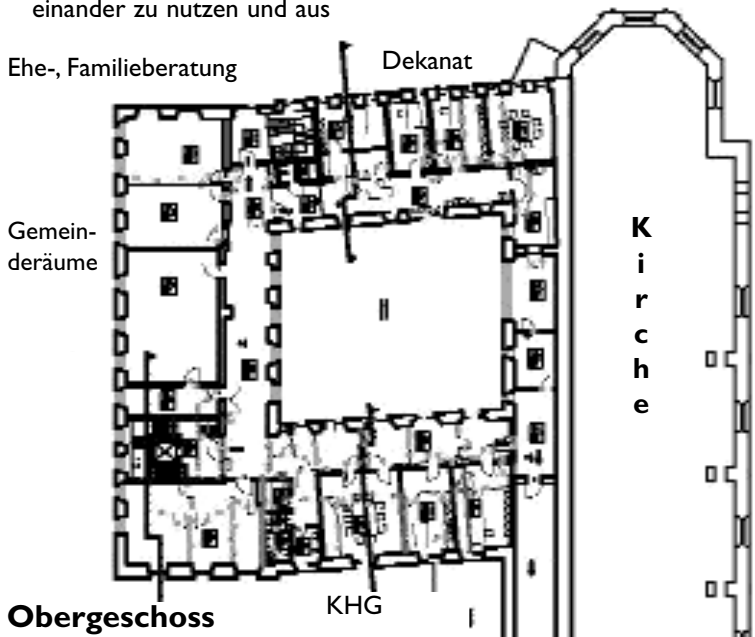 einander zu nutzen und aus
Ehe-, Familieberatung
Dekanat
Gemein-
deräume
K
i
r
c
h
e
KHG
Obergeschoss